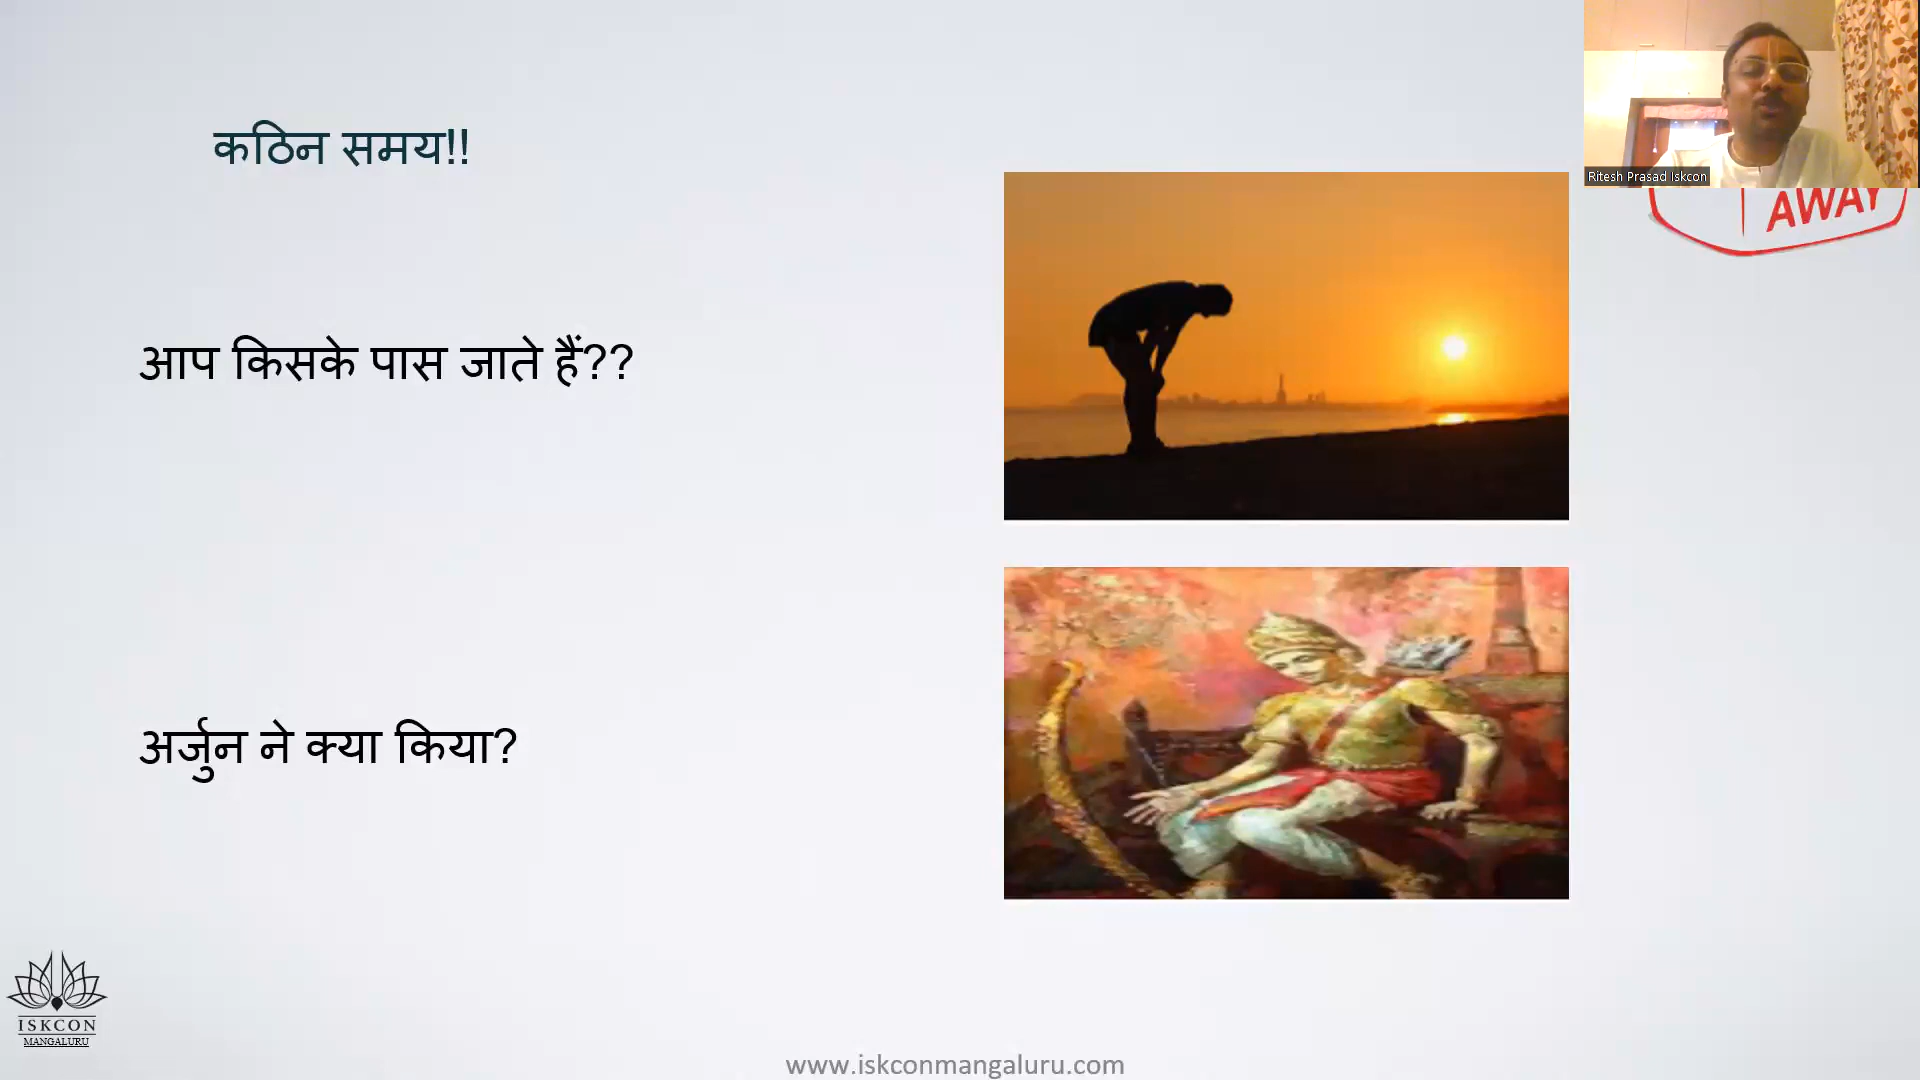 कठिन समय!!
Ritesh Prasad Iskcon
AWAY
आप किसके पास जाते हैं??
अर्जुन ने क्या किया?
ISKCON
MANGALURU
www.iskconmangaluru.com